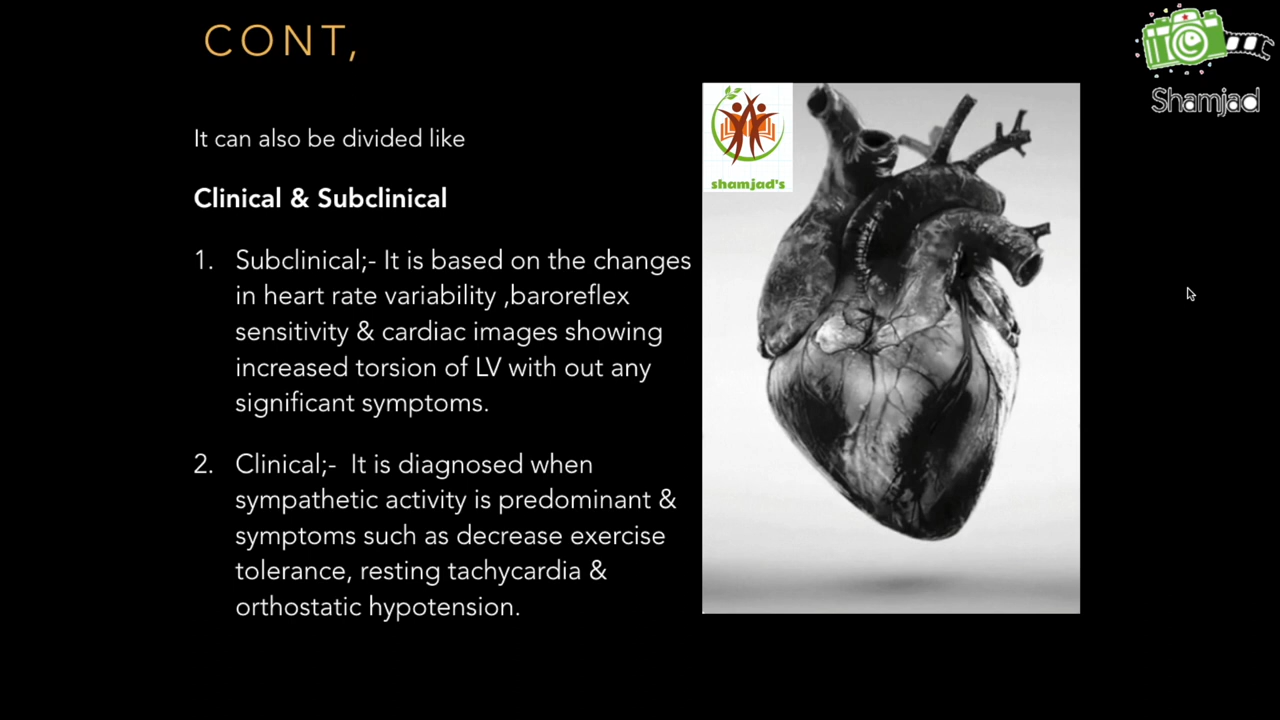 CONT,
Shamjad
It can also be divided like
Clinical & Subclinical
1. Subclinical;- It is based on the changes
in heart rate variability ,baroreflex
sensitivity & cardiac images showing
increased torsion of LV with out any
significant symptoms.
2. Clinical;- It is diagnosed when
sympathetic activity is predominant &
symptoms such as decrease exercise
tolerance, resting tachycardia &
orthostatic hypotension.
shamjad's